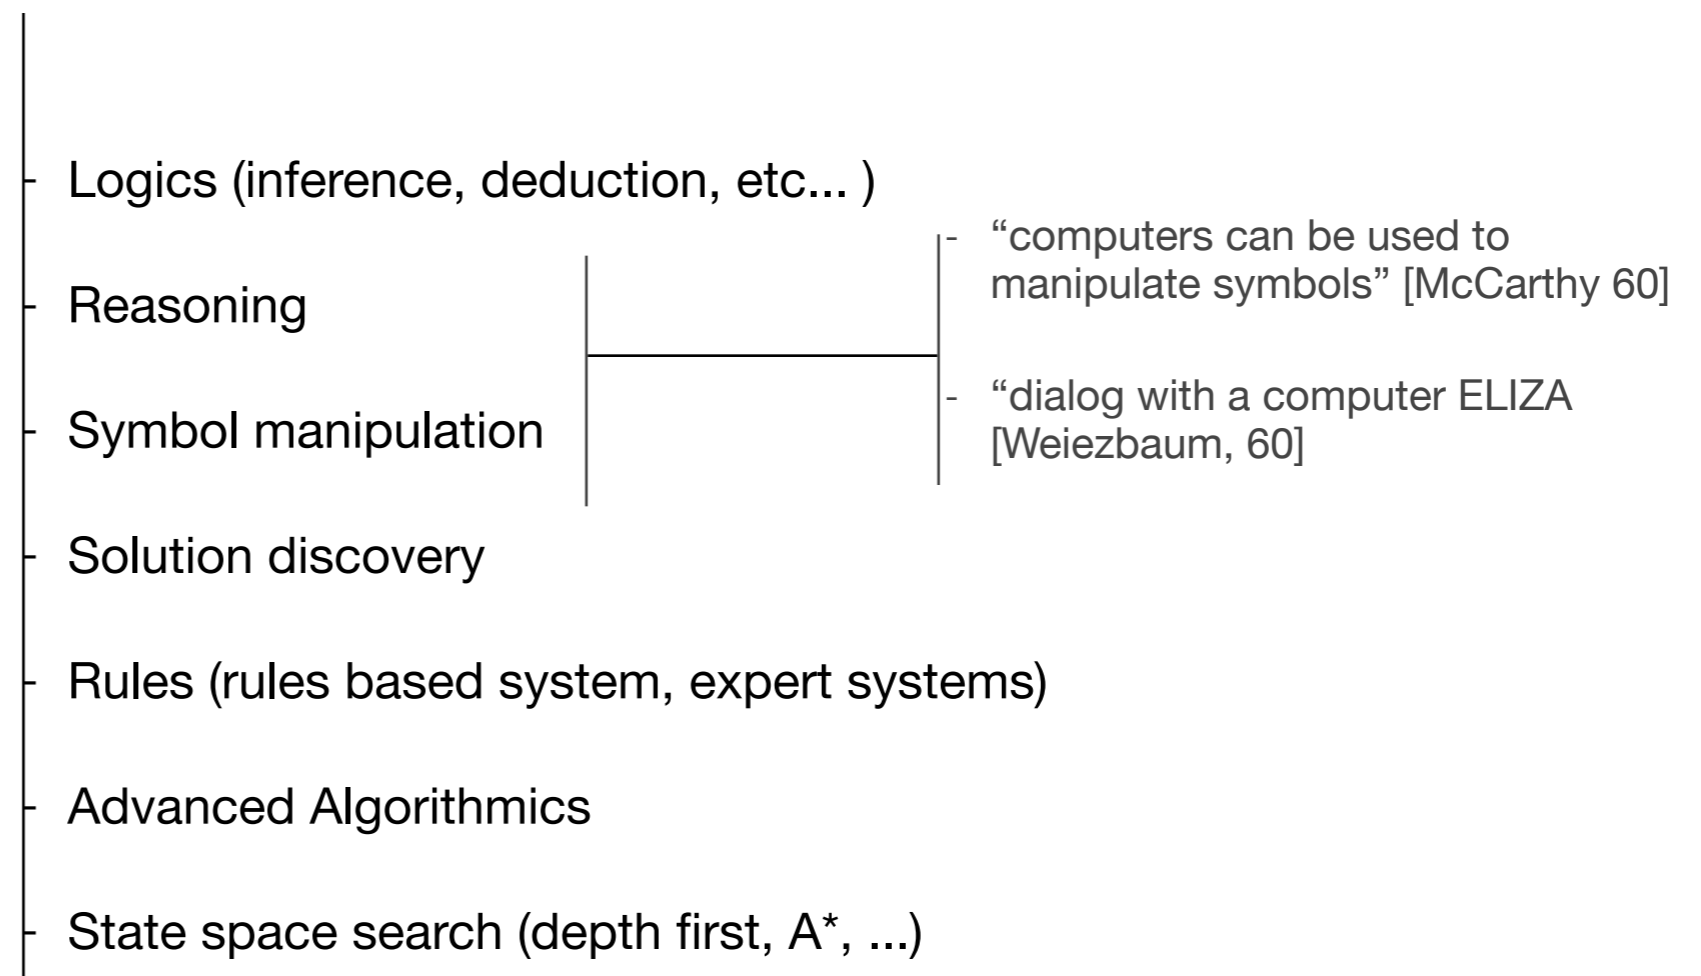 - Logics (inference, deduction, etc... )
- “computers can be used to
manipulate symbols” [McCarthy 60]
- Reasoning
- “dialog with a computer ELIZA
[Weiezbaum, 60]
- Symbol manipulation
- Solution discovery
- Rules (rules based system, expert systems)
- Advanced Algorithmics
- State space search (depth first, A*, ...)